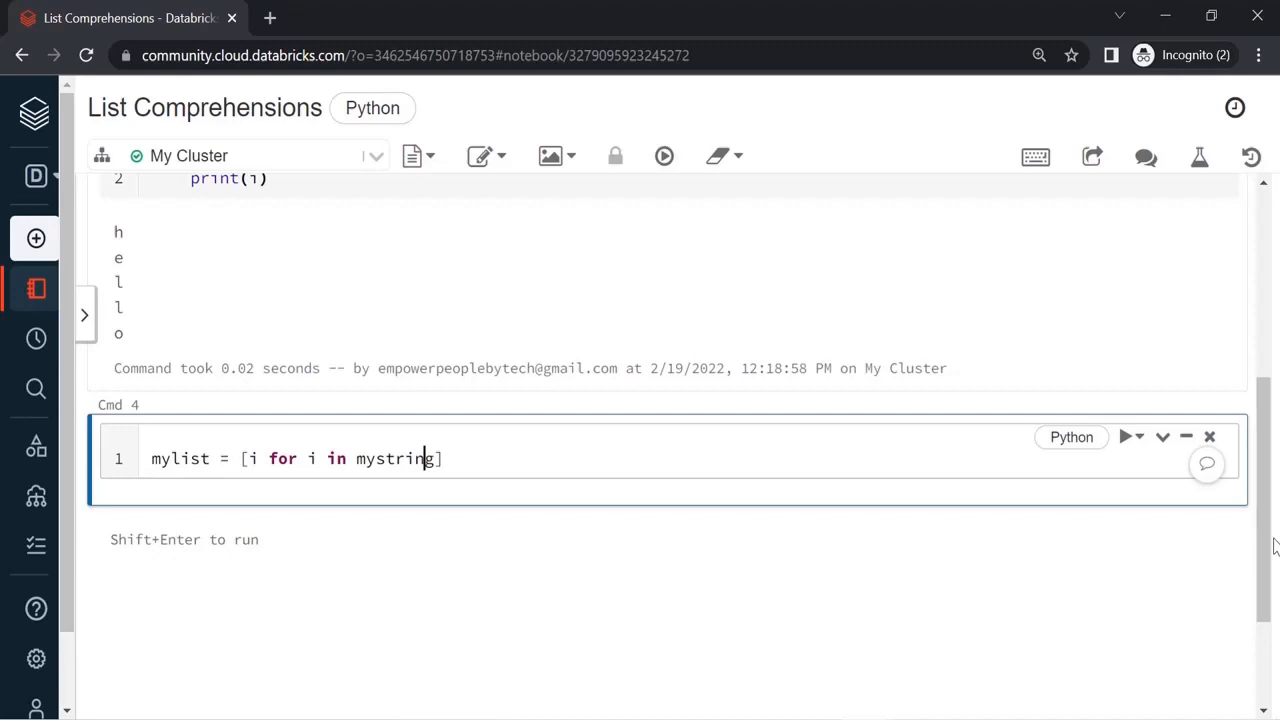 List Comprehensions - Databricks
community.cloud.databricks.com/?o=3462546750718753#notebook/3279095923245272
Incognito (2)
List Comprehensions
Python
D
My Cluster
2 print(i)
h
e
l
l
o
Command took 0.02 seconds -- by empowerpeoplebytech@gmail.com at 2/19/2022, 12:18:58 PM on My Cluster
Cmd 4
Python
1 mylist = [i for i in mystring]
Shift+Enter to run